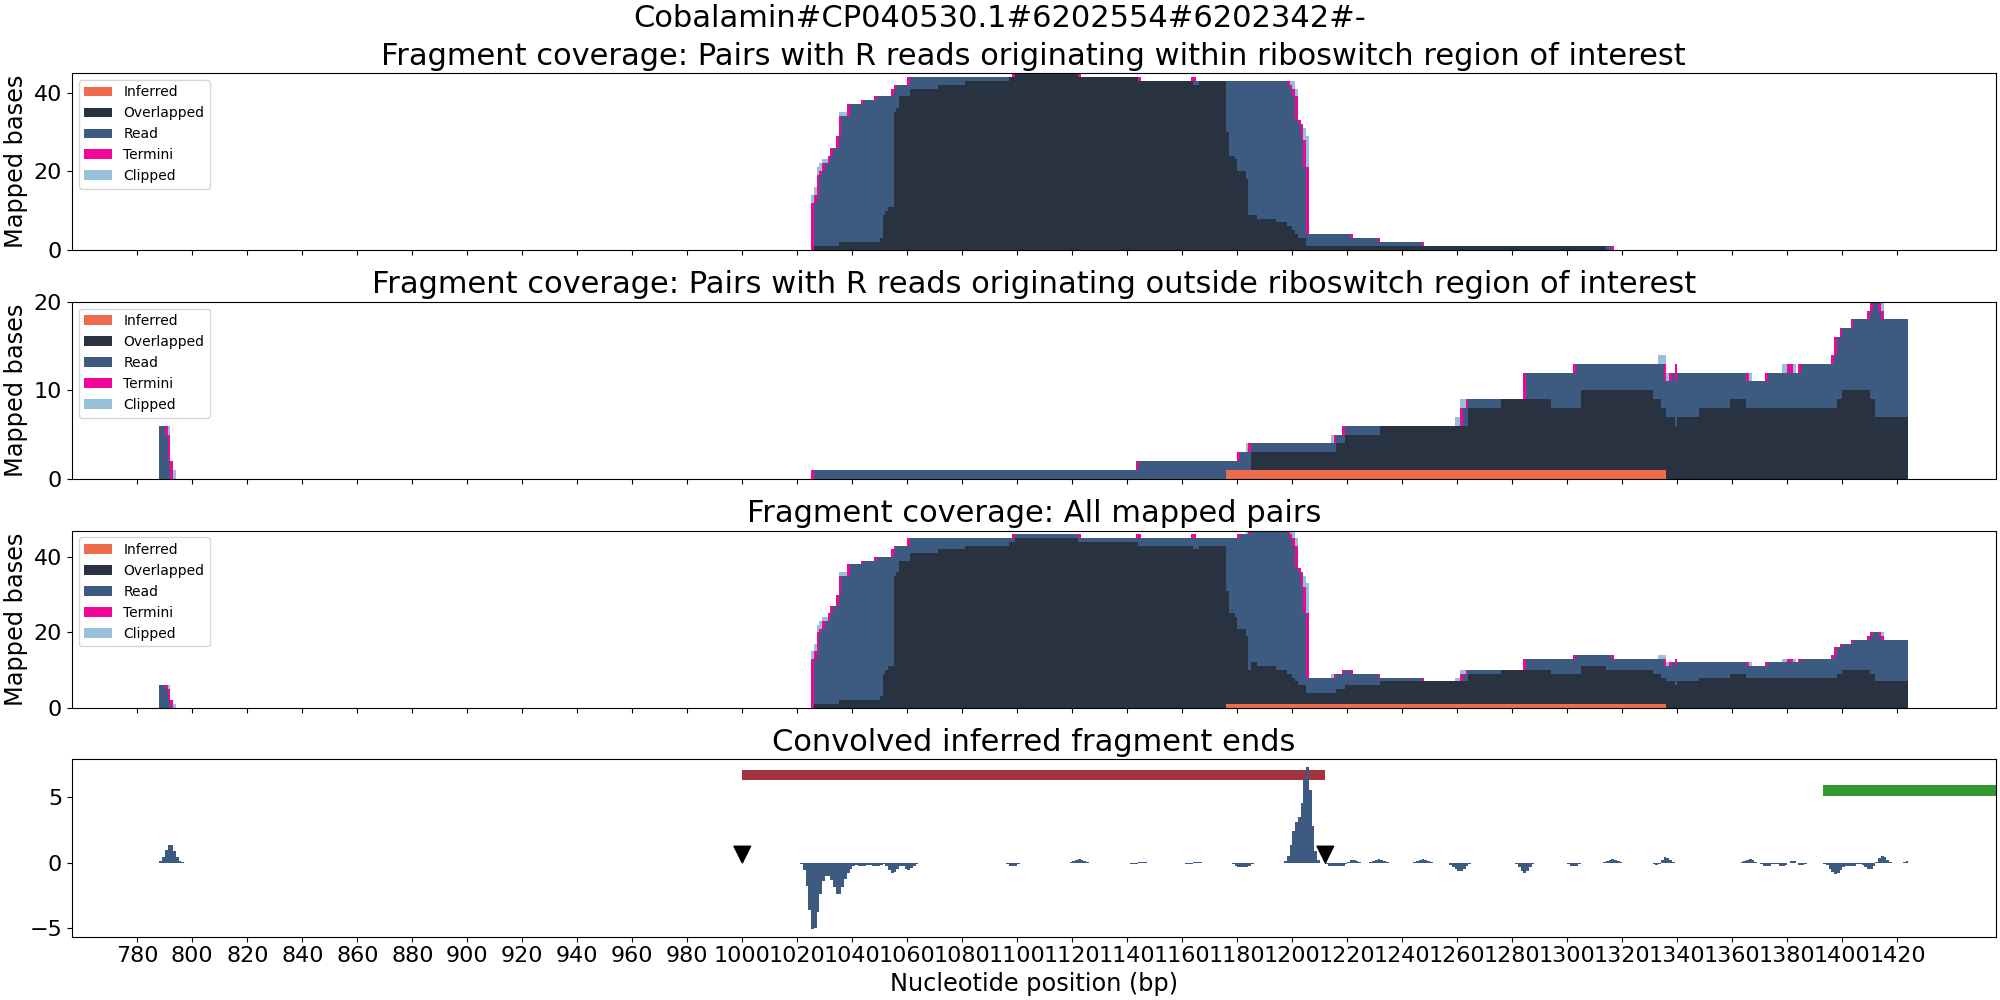 Cobalamin#CP040530.1#6202554#6202342#-
Fragment coverage: Pairs with R reads originating within riboswitch region of interest
Mapped bases
40
20
0
Inferred
Overlapped
Read
Termini
Clipped
Fragment coverage: Pairs with R reads originating outside riboswitch region of interest
Mapped bases
20
10
0
Inferred
Overlapped
Read
Termini
Clipped
Fragment coverage: All mapped pairs
Mapped bases
40
20
0
Inferred
Overlapped
Read
Termini
Clipped
Convolved inferred fragment ends
5
0
−5
780 800 820 840 860 880 900 920 940 960 980 1000 1020 1040 1060 1080 1100 1120 1140 1160 1180 1200 1220 1240 1260 1280 1300 1320 1340 1360 1380 1400 1420
Nucleotide position (bp)